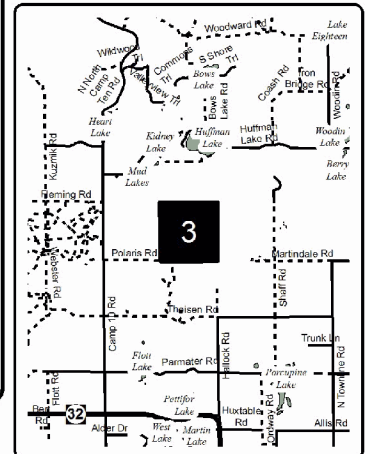 Woodward Rd
Lake
Eighteen
Wildwood
Rd
Commons
Trl
S Shore
Trl
N North
Camp
Ten Rd
Valleyview Trl
Bows
Lake
Bows
Lake Rd
Coash Rd
Iron
Bridge Rd
Woodin Rd
Heart
Lake
Kidney
Lake
Huffman
Lake
Huffman
Lake Rd
Woodin
Lake
Berry
Lake
Kuzmik Rd
Mud
Lakes
Fleming Rd
3
Polaris Rd
Martindale Rd
Webster Rd
Camp 10 Rd
Shaff Rd
Theisen Rd
Trunk Ln
Flott
Lake
Parmater Rd
Hallock Rd
Porcupine
Lake
N Townline Rd
Flott Rd
Pettifor
Lake
Rd
32
Huxtable
Rd
Ordway Rd
Allis Rd
Alder Dr
West
Lake
Martin
Lake